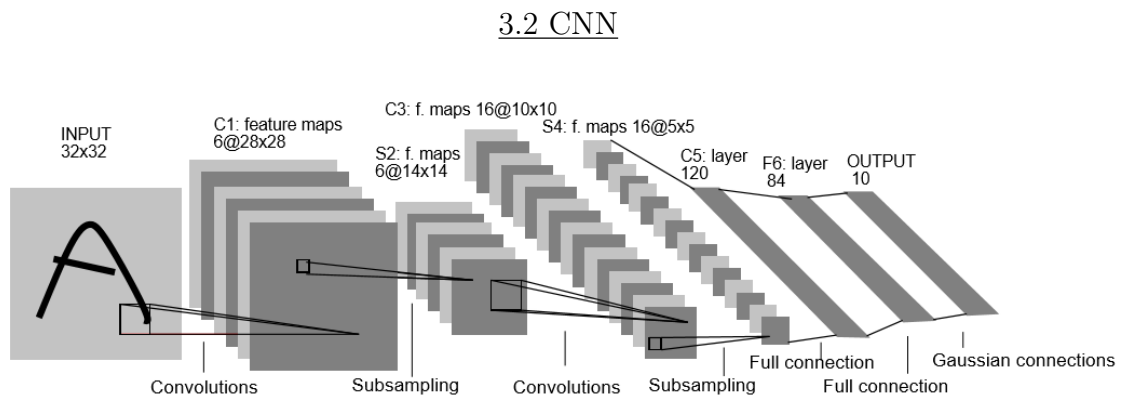 3.2 CNN
INPUT
32x32
C1: feature maps
6@28x28
S2: f. maps
6@14x14
C3: f. maps 16@10x10
S4: f. maps 16@5x5
C5: layer
120
F6: layer
84
OUTPUT
10
Convolutions
Subsampling
Convolutions
Subsampling
Full connection
Full connection
Gaussian connections